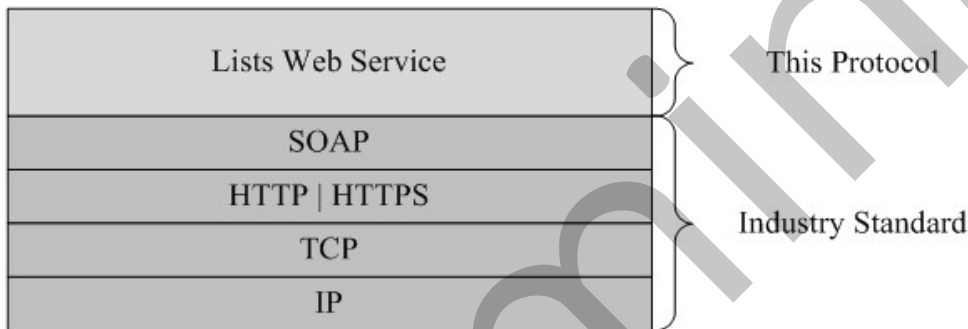 Lists Web Service
This Protocol
SOAP
HTTP | HTTPS
TCP
IP
Industry Standard